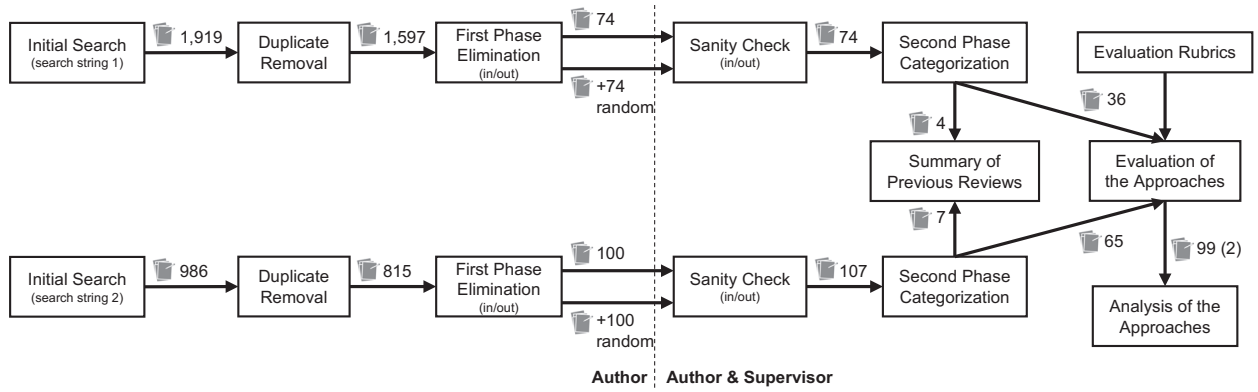 Initial Search
(search string 1)
1,919
Duplicate
Removal
1,597
First Phase
Elimination
(in/out)
74
+74
random
Sanity Check
(in/out)
74
Second Phase
Categorization
Evaluation Rubrics
36
4
Summary of
Previous Reviews
Evaluation of
the Approaches
7
65
99 (2)
Initial Search
(search string 2)
986
Duplicate
Removal
815
First Phase
Elimination
(in/out)
100
+100
random
Sanity Check
(in/out)
107
Second Phase
Categorization
Analysis of the
Approaches
Author
Author & Supervisor